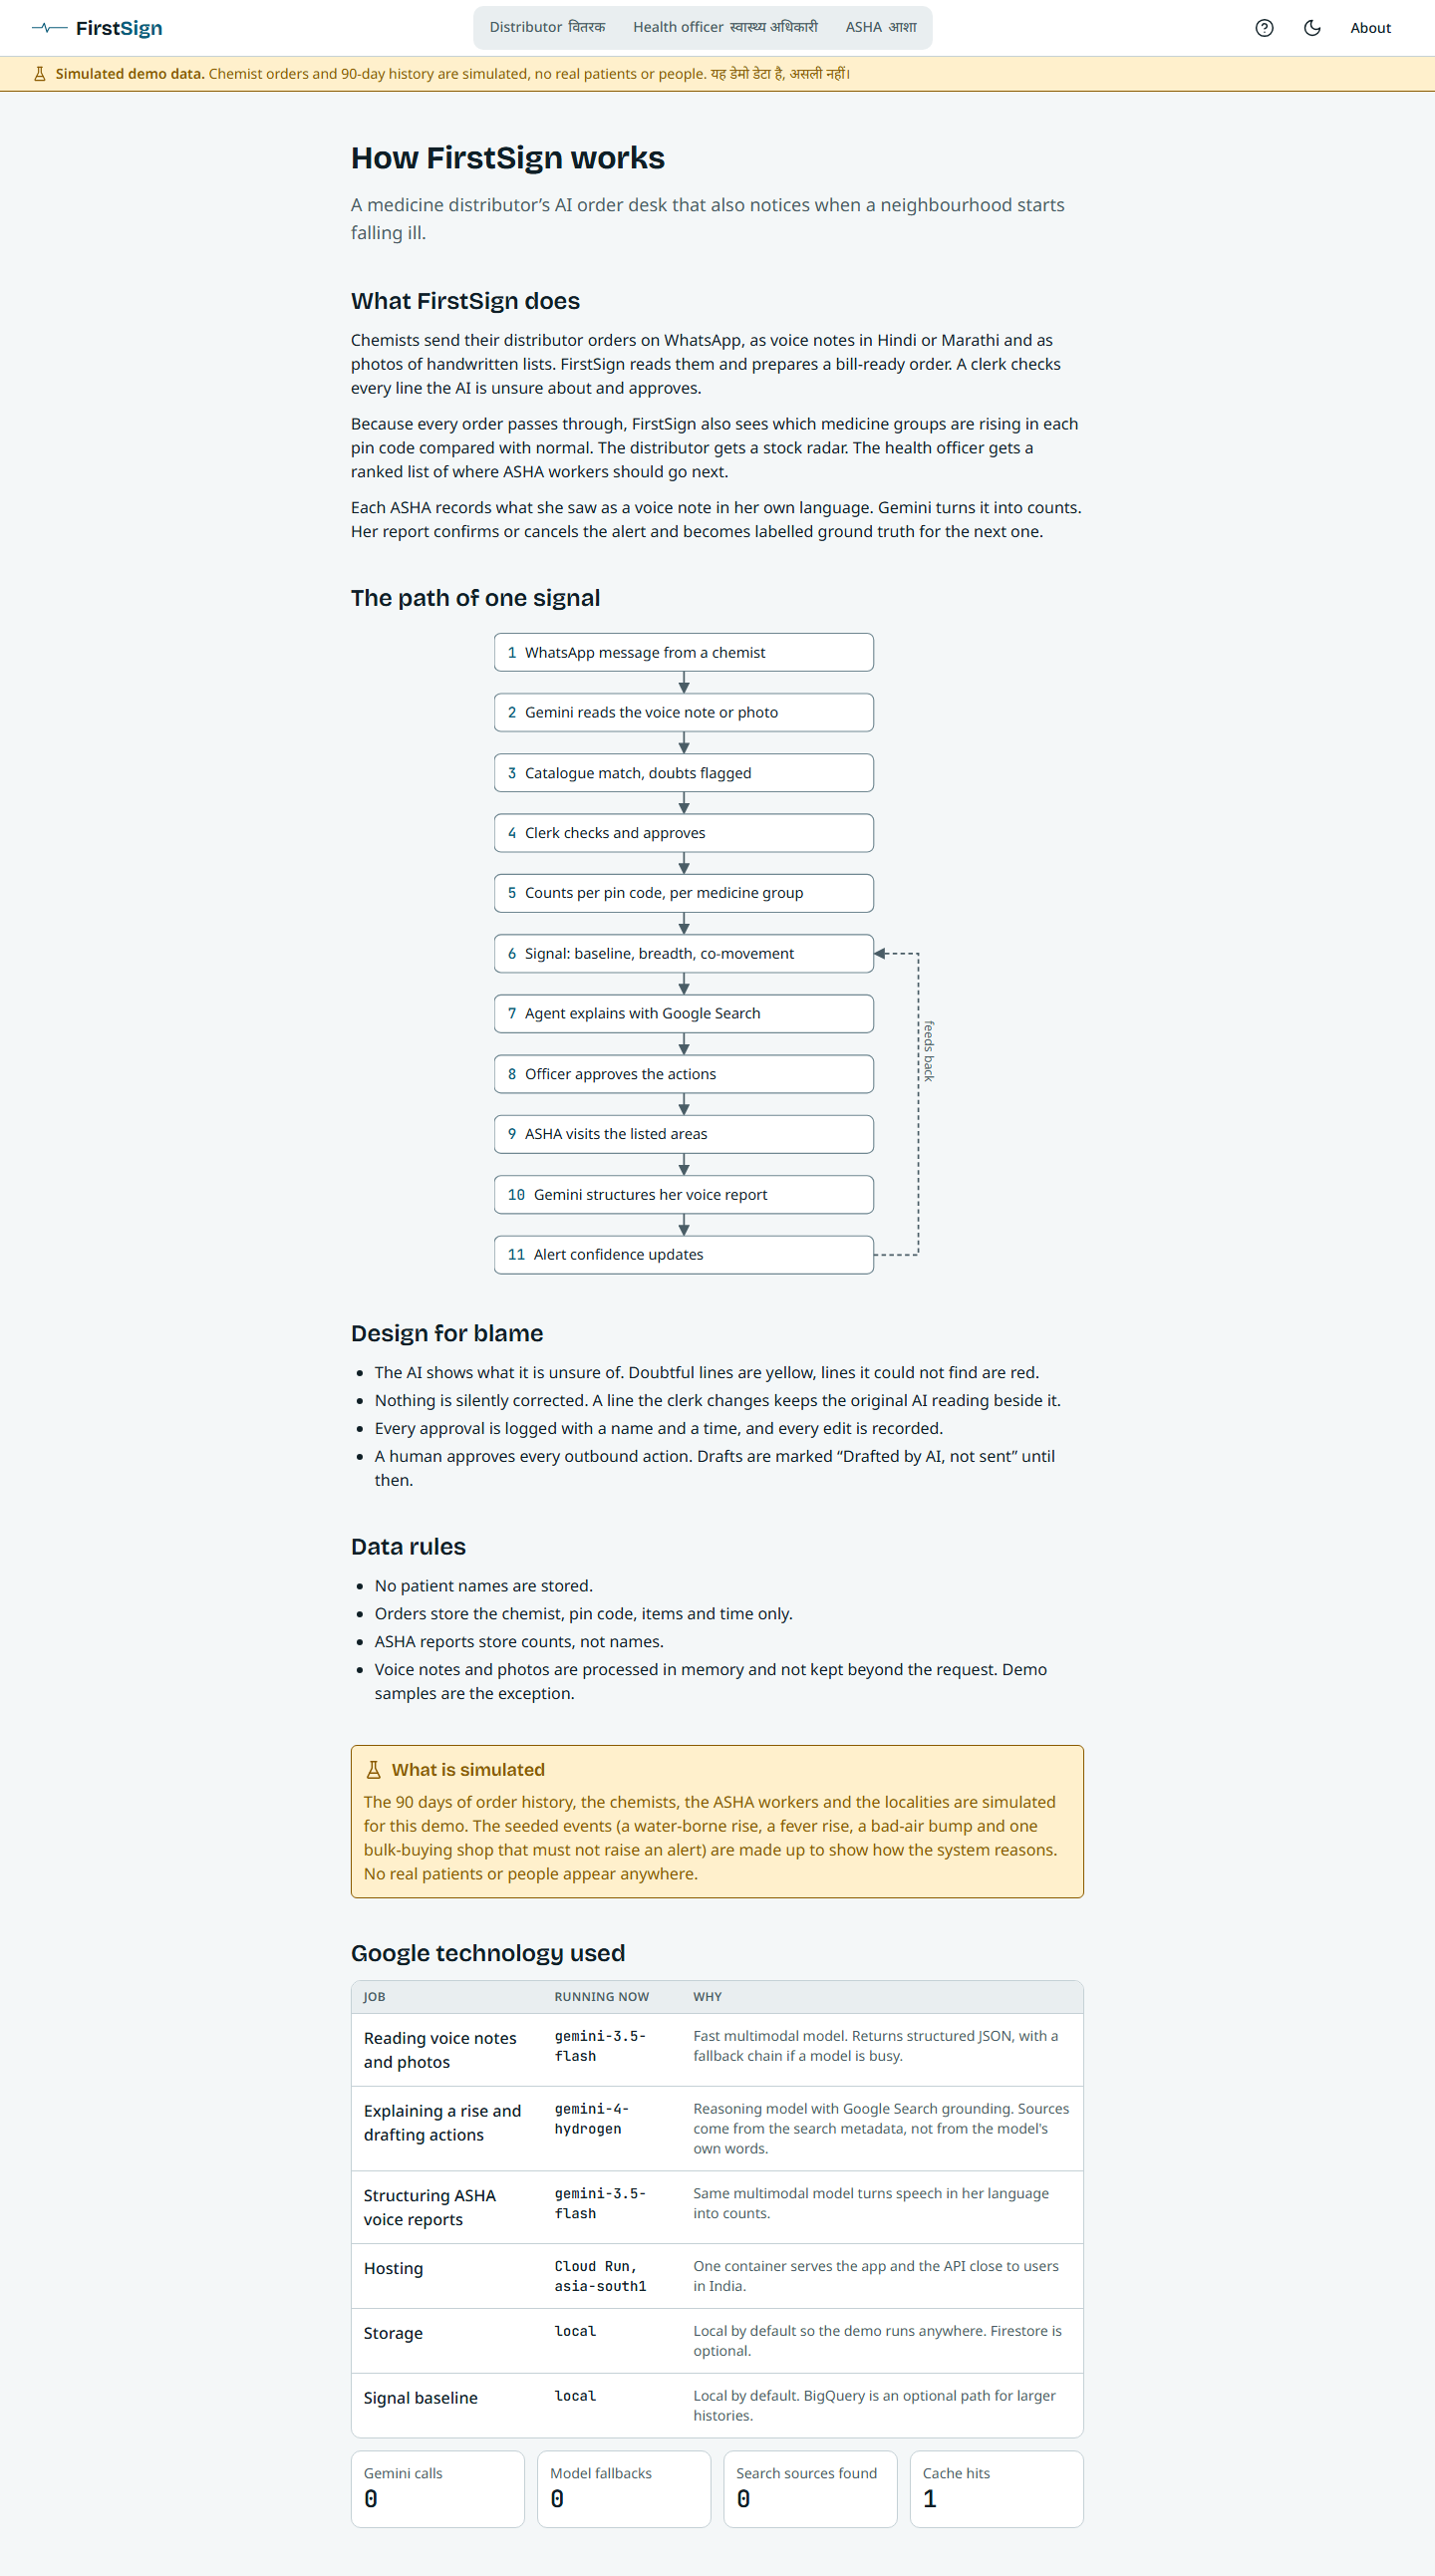 FirstSign
Distributor वितरक
Health officer स्वास्थ्य अधिकारी
ASHA आशा
About
Simulated demo data. Chemist orders and 90-day history are simulated, no real patients or people. यह डेमो डेटा है, असली नहीं।
How FirstSign works
A medicine distributor's AI order desk that also notices when a neighbourhood starts
falling ill.
What FirstSign does
Chemists send their distributor orders on WhatsApp, as voice notes in Hindi or Marathi and as
photos of handwritten lists. FirstSign reads them and prepares a bill-ready order. A clerk checks
every line the AI is unsure about and approves.
Because every order passes through, FirstSign also sees which medicine groups are rising in each
pin code compared with normal. The distributor gets a stock radar. The health officer gets a
ranked list of where ASHA workers should go next.
Each ASHA records what she saw as a voice note in her own language. Gemini turns it into counts.
Her report confirms or cancels the alert and becomes labelled ground truth for the next one.
The path of one signal
1 WhatsApp message from a chemist
2 Gemini reads the voice note or photo
3 Catalogue match, doubts flagged
4 Clerk checks and approves
5 Counts per pin code, per medicine group
6 Signal: baseline, breadth, co-movement
7 Agent explains with Google Search
8 Officer approves the actions
9 ASHA visits the listed areas
10 Gemini structures her voice report
11 Alert confidence updates
feeds back
Design for blame
• The AI shows what it is unsure of. Doubtful lines are yellow, lines it could not find are red.
• Nothing is silently corrected. A line the clerk changes keeps the original AI reading beside it.
• Every approval is logged with a name and a time, and every edit is recorded.
• A human approves every outbound action. Drafts are marked “Drafted by AI, not sent” until
then.
Data rules
• No patient names are stored.
• Orders store the chemist, pin code, items and time only.
• ASHA reports store counts, not names.
• Voice notes and photos are processed in memory and not kept beyond the request. Demo
samples are the exception.
What is simulated
The 90 days of order history, the chemists, the ASHA workers and the localities are simulated
for this demo. The seeded events (a water-borne rise, a fever rise, a bad-air bump and one
bulk-buying shop that must not raise an alert) are made up to show how the system reasons.
No real patients or people appear anywhere.
Google technology used
JOB RUNNING NOW WHY
Reading voice notes
and photos
gemini-3.5-
flash
Fast multimodal model. Returns structured JSON, with a
fallback chain if a model is busy.
Explaining a rise and
drafting actions
gemini-4-
hydrogen
Reasoning model with Google Search grounding. Sources
come from the search metadata, not from the model's
own words.
Structuring ASHA
voice reports
gemini-3.5-
flash
Same multimodal model turns speech in her language
into counts.
Hosting
Cloud Run,
asia-south1
One container serves the app and the API close to users
in India.
Storage
local
Local by default so the demo runs anywhere. Firestore is
optional.
Signal baseline
local
Local by default. BigQuery is an optional path for larger
histories.
Gemini calls
0
Model fallbacks
0
Search sources found
0
Cache hits
1